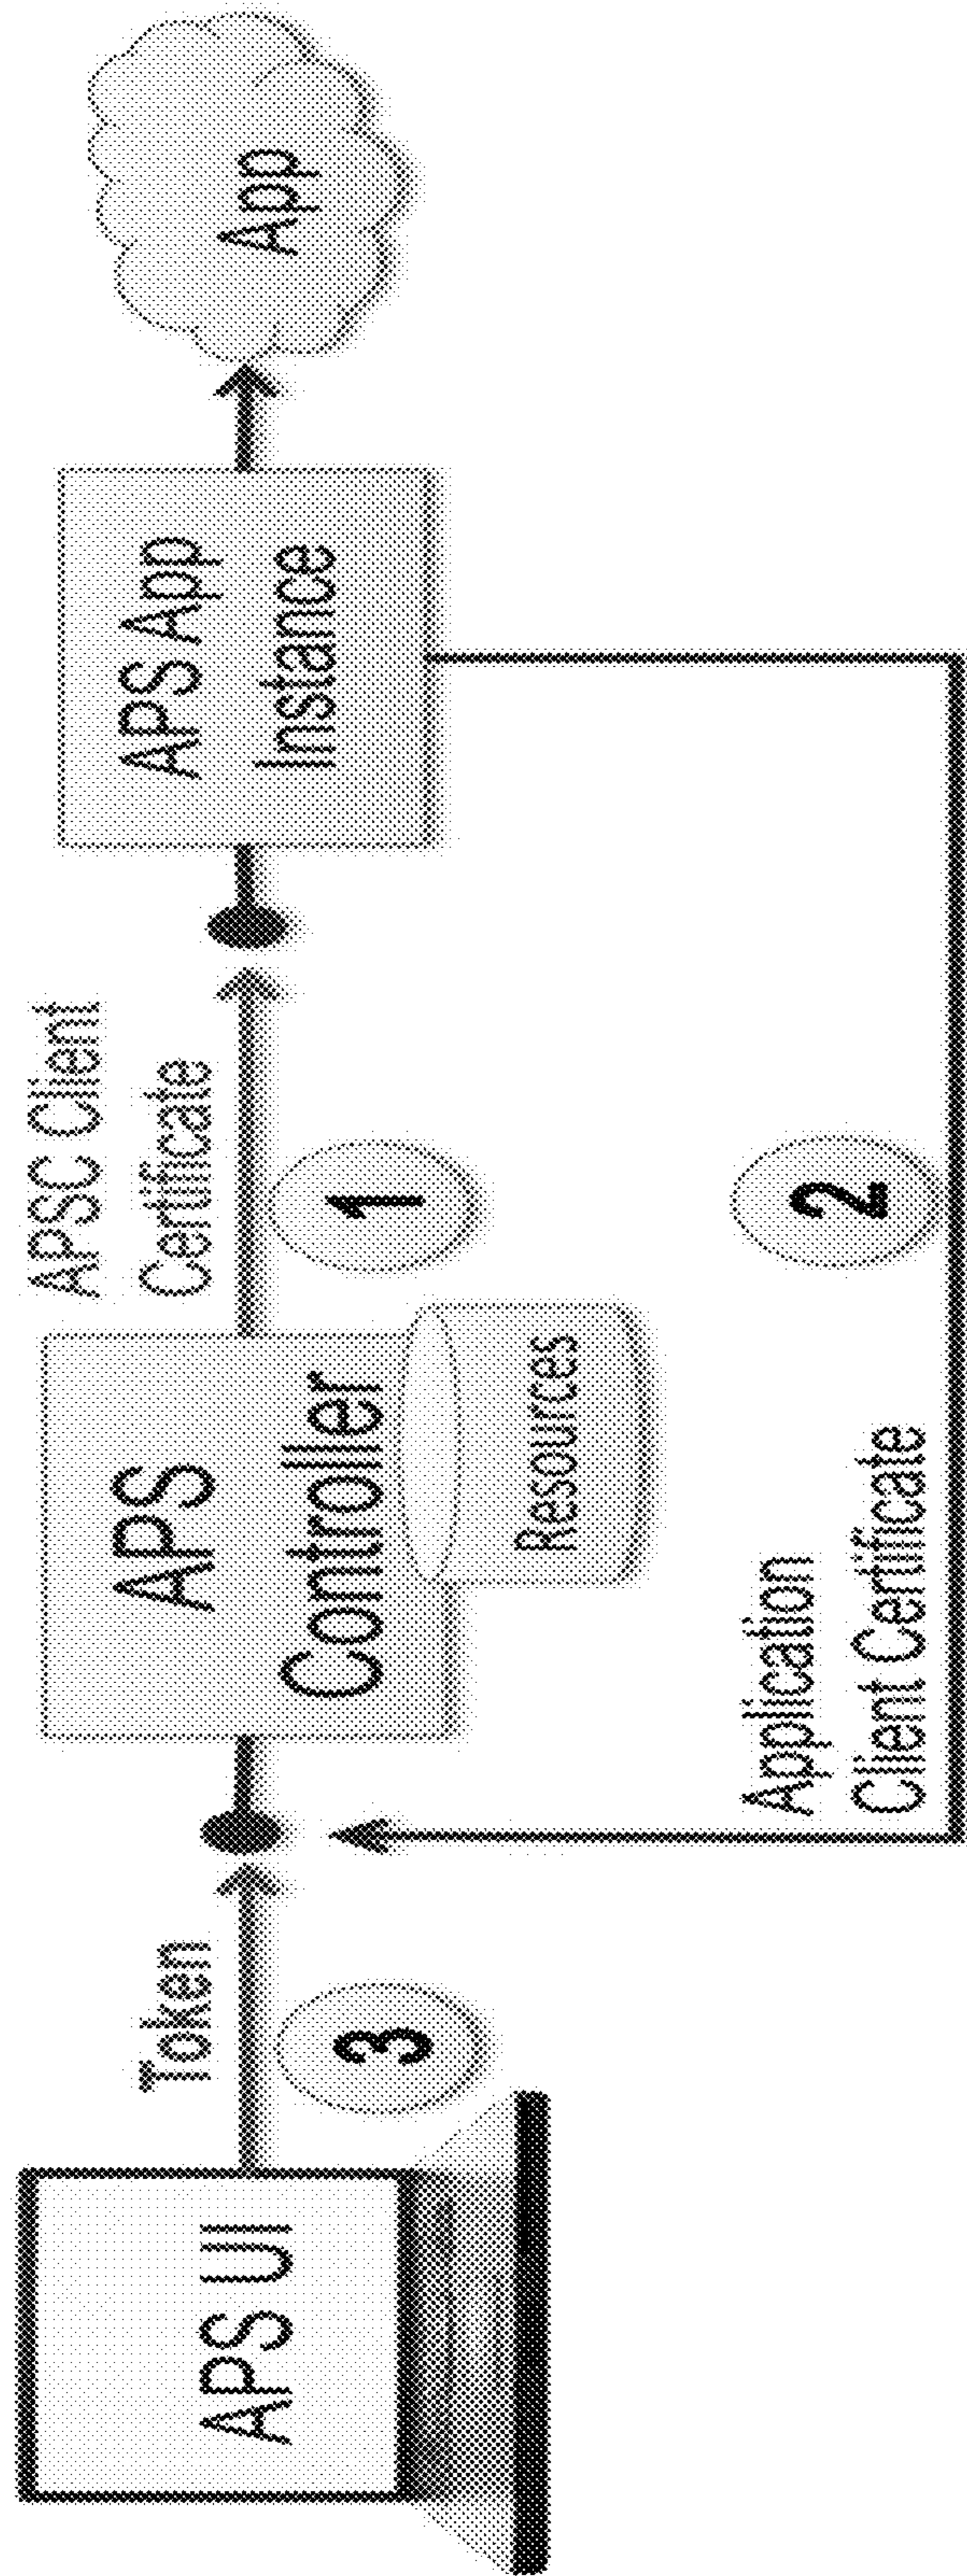 APS UI
Token
3
APS
Controller
Resources
APSC Client
Certificate
1
Application
Client Certificate
2
APS App
Instance
App